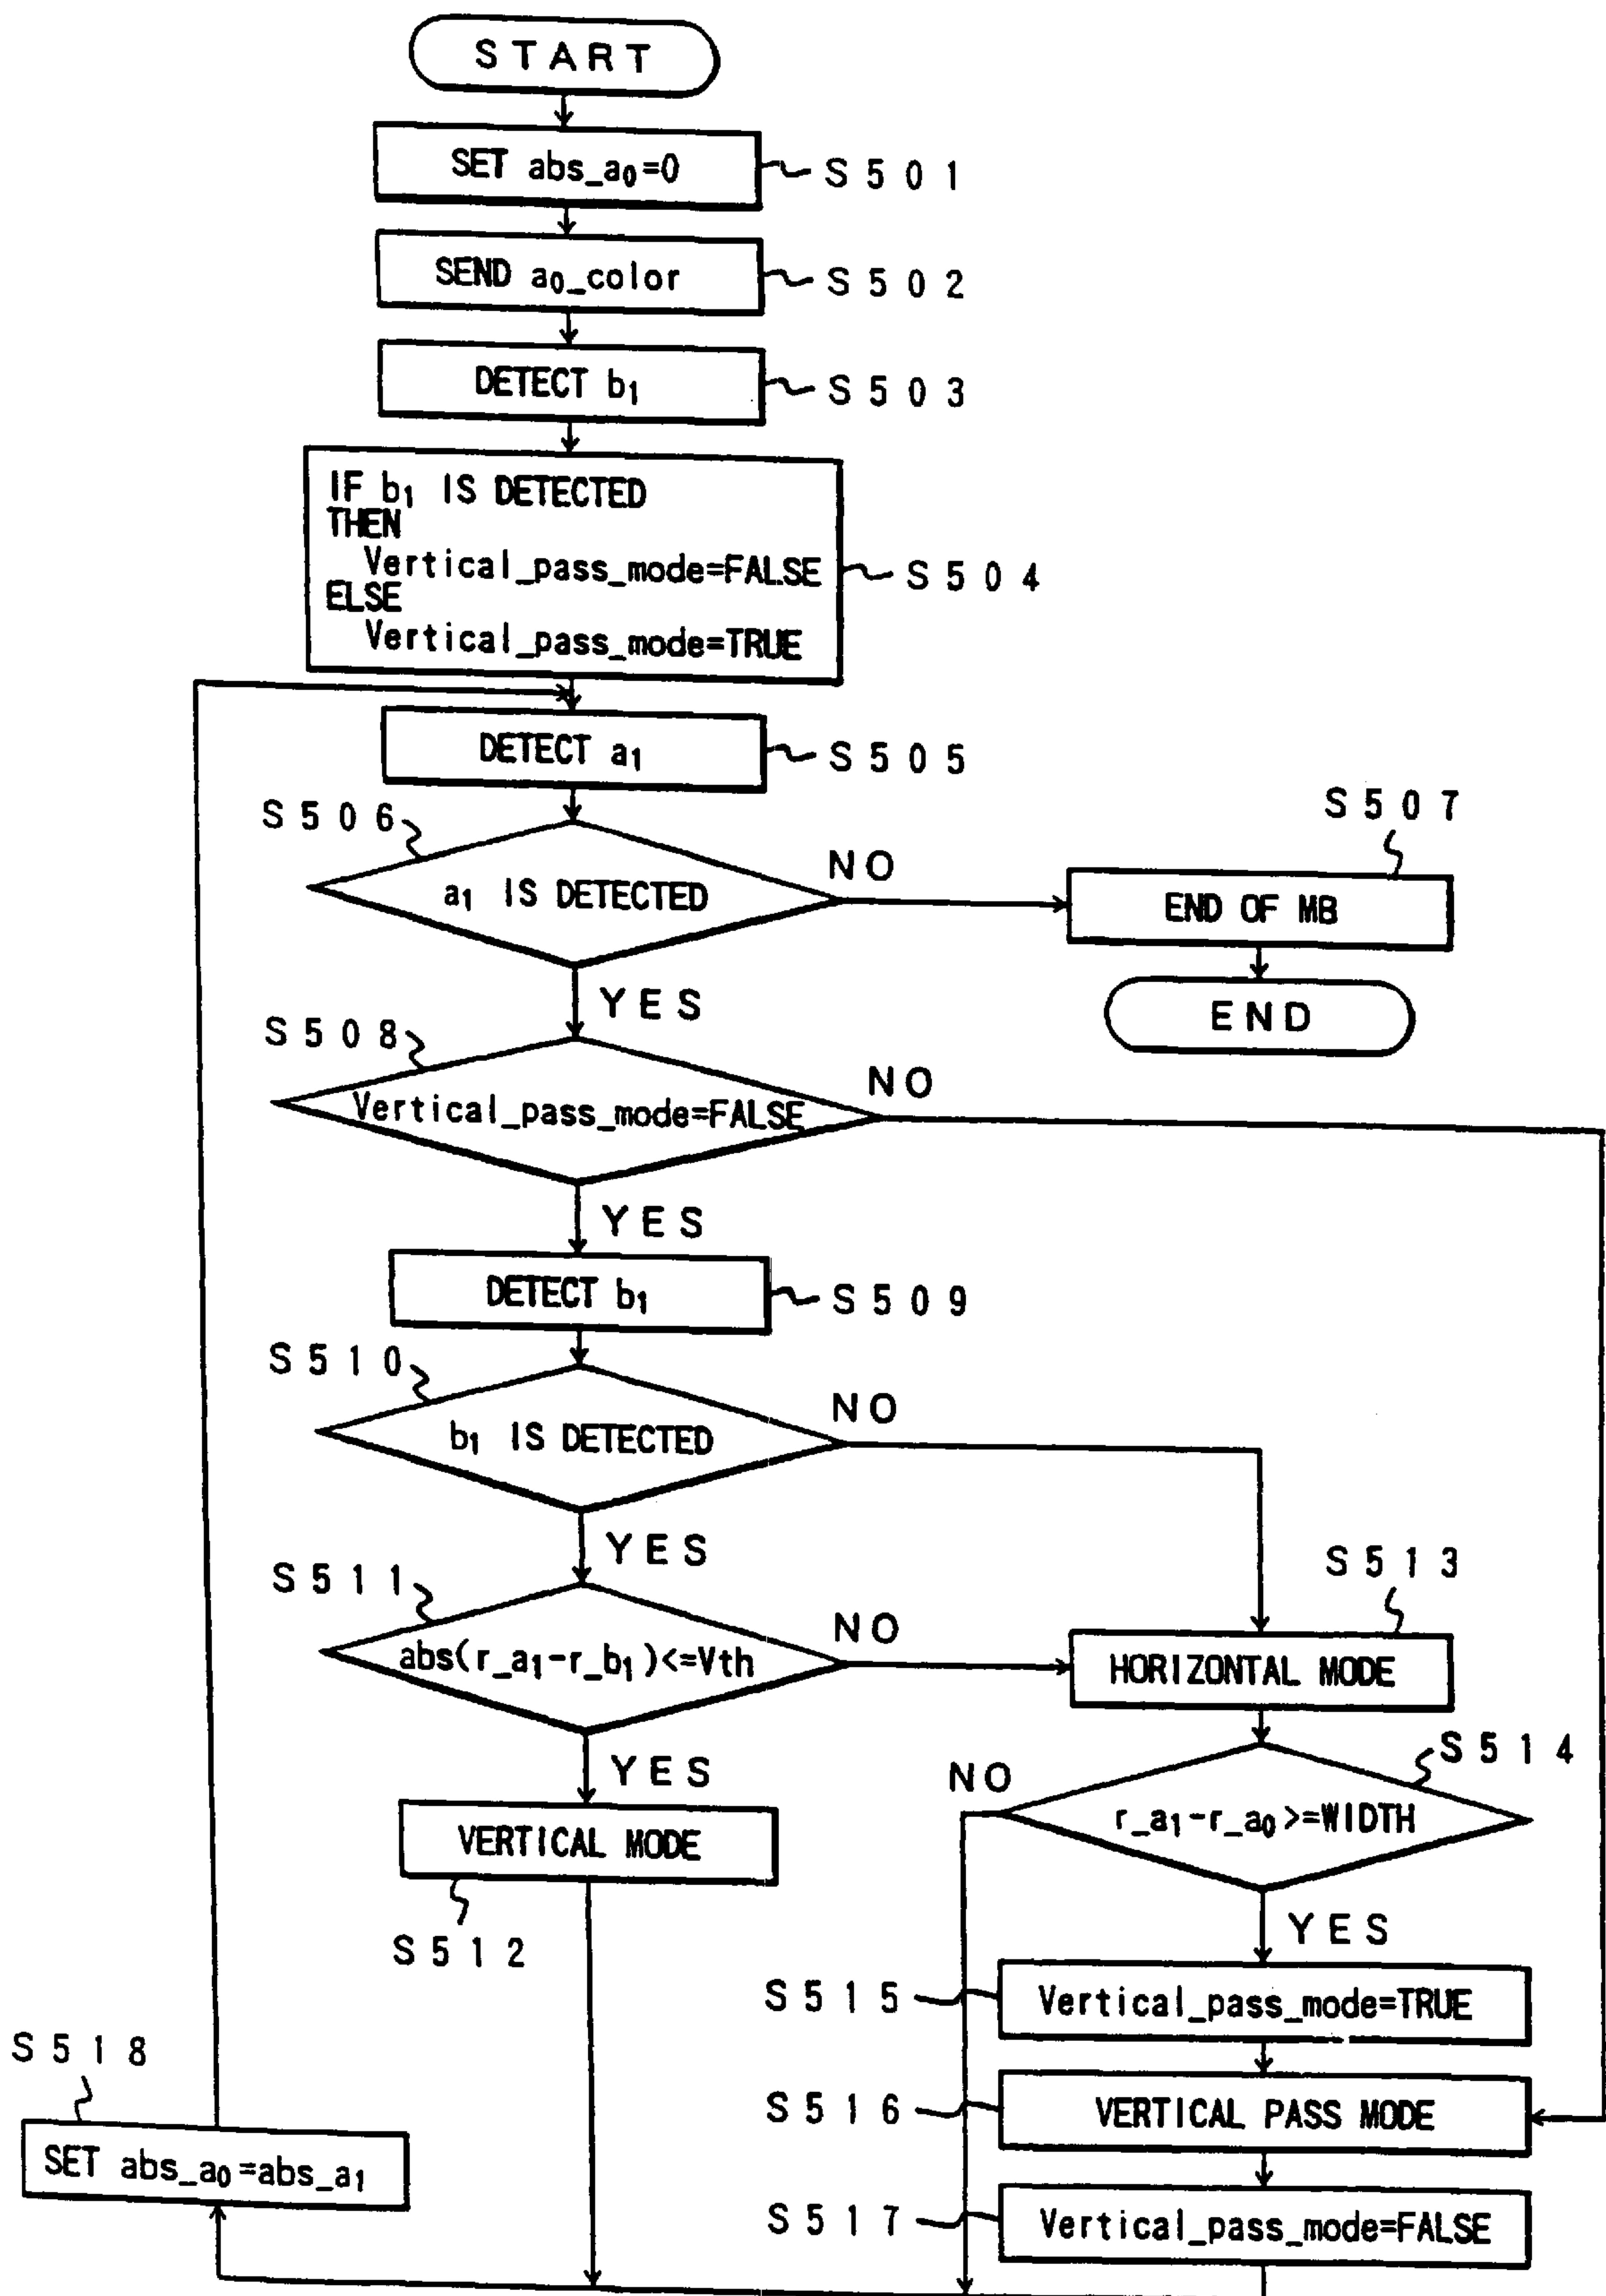 START
SET abs_a0=0
S501
SEND a0_color
S502
DETECT b1
S503
IF b1 IS DETECTED
THEN
Vertical_pass_mode=FALSE
ELSE
Vertical_pass_mode=TRUE
S504
DETECT a1
S505
S506
a1 IS DETECTED
NO
S507
END OF MB
END
YES
S508
Vertical_pass_mode=FALSE
NO
YES
DETECT b1
S509
S510
b1 IS DETECTED
NO
YES
S511
abs(r_a1-r_b1)<=Vth
NO
S513
HORIZONTAL MODE
YES
VERTICAL MODE
S512
S514
NO
r_a1-r_a0>=WIDTH
YES
S515
Vertical_pass_mode=TRUE
S516
VERTICAL PASS MODE
S517
Vertical_pass_mode=FALSE
S518
SET abs_a0=abs_a1